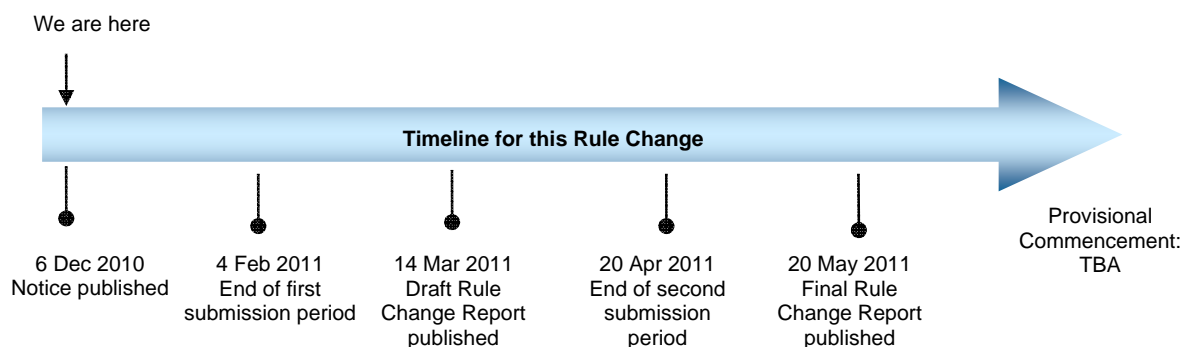 We are here
Timeline for this Rule Change
6 Dec 2010
Notice published
4 Feb 2011
End of first
submission period
14 Mar 2011
Draft Rule
Change Report
published
20 Apr 2011
End of second
submission
period
20 May 2011
Final Rule
Change Report
published
Provisional
Commencement:
TBA